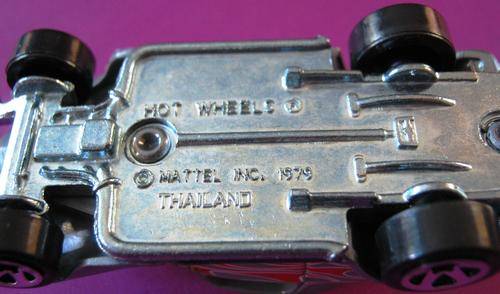 HOT WHEELS ®
© MATTEL INC. 1979
THAILAND